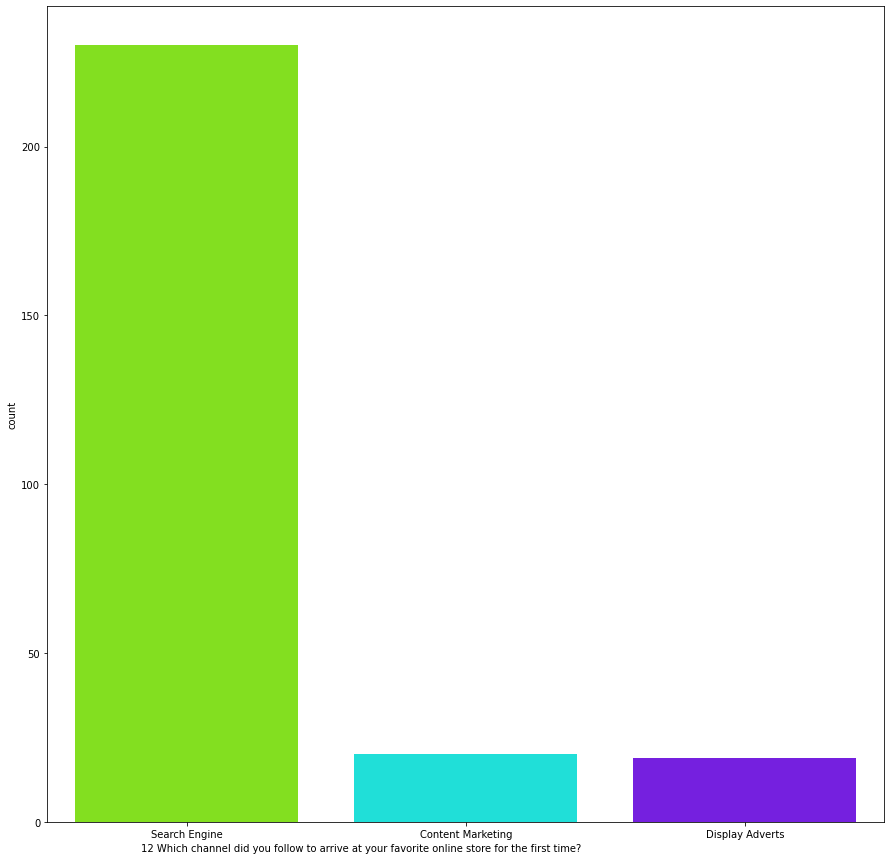 200
150
100
50
0
count
Search Engine
Content Marketing
Display Adverts
12 Which channel did you follow to arrive at your favorite online store for the first time?